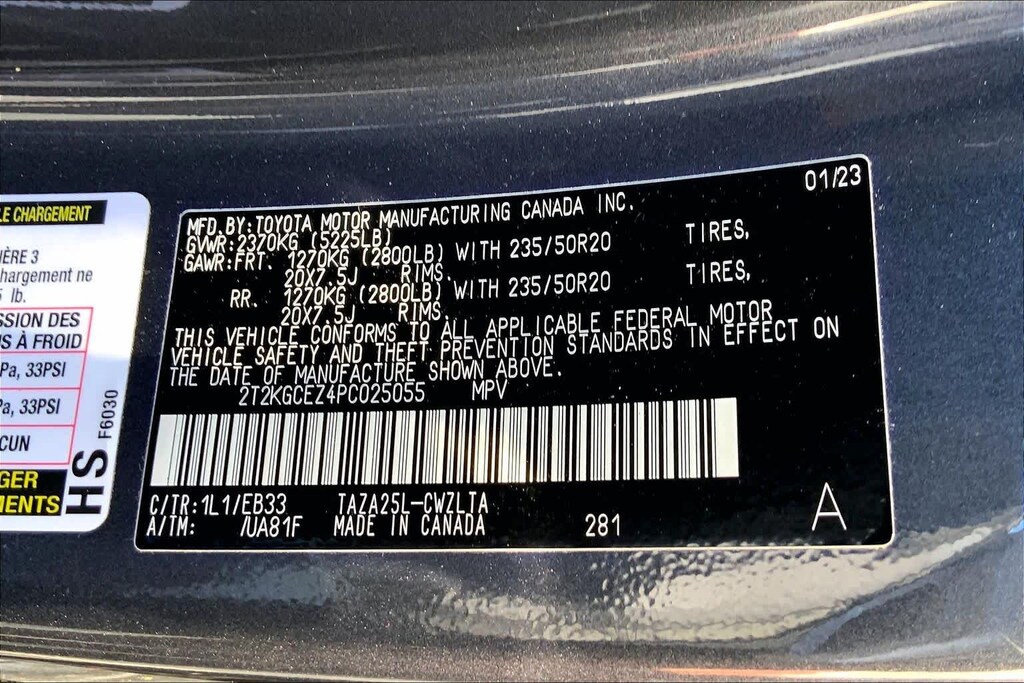 LE CHARGEMENT
IÈRE 3
chargement ne
lb.
SSION DES
S À FROID
Pa, 33PSI
Pa, 33PSI
CUN
GER
MENTS
HS
F6030
01/23
MFD.BY:TOYOTA MOTOR MANUFACTURING CANADA INC.
GVWR:2370KG (5225LB)
GAWR:FRT. 1270KG (2800LB) WITH 235/50R20 TIRES,
20X7.5J RIMS.
RR. 1270KG (2800LB) WITH 235/50R20 TIRES,
20X7.5J RIMS.
THIS VEHICLE CONFORMS TO ALL APPLICABLE FEDERAL MOTOR
VEHICLE SAFETY AND THEFT PREVENTION STANDARDS IN EFFECT ON
THE DATE OF MANUFACTURE SHOWN ABOVE.
2T2KGCEZ4PC025055 MPV
C/TR:1L1/EB33 TAZA25L-CWZLTA
A/TM: /UA81F MADE IN CANADA 281
A